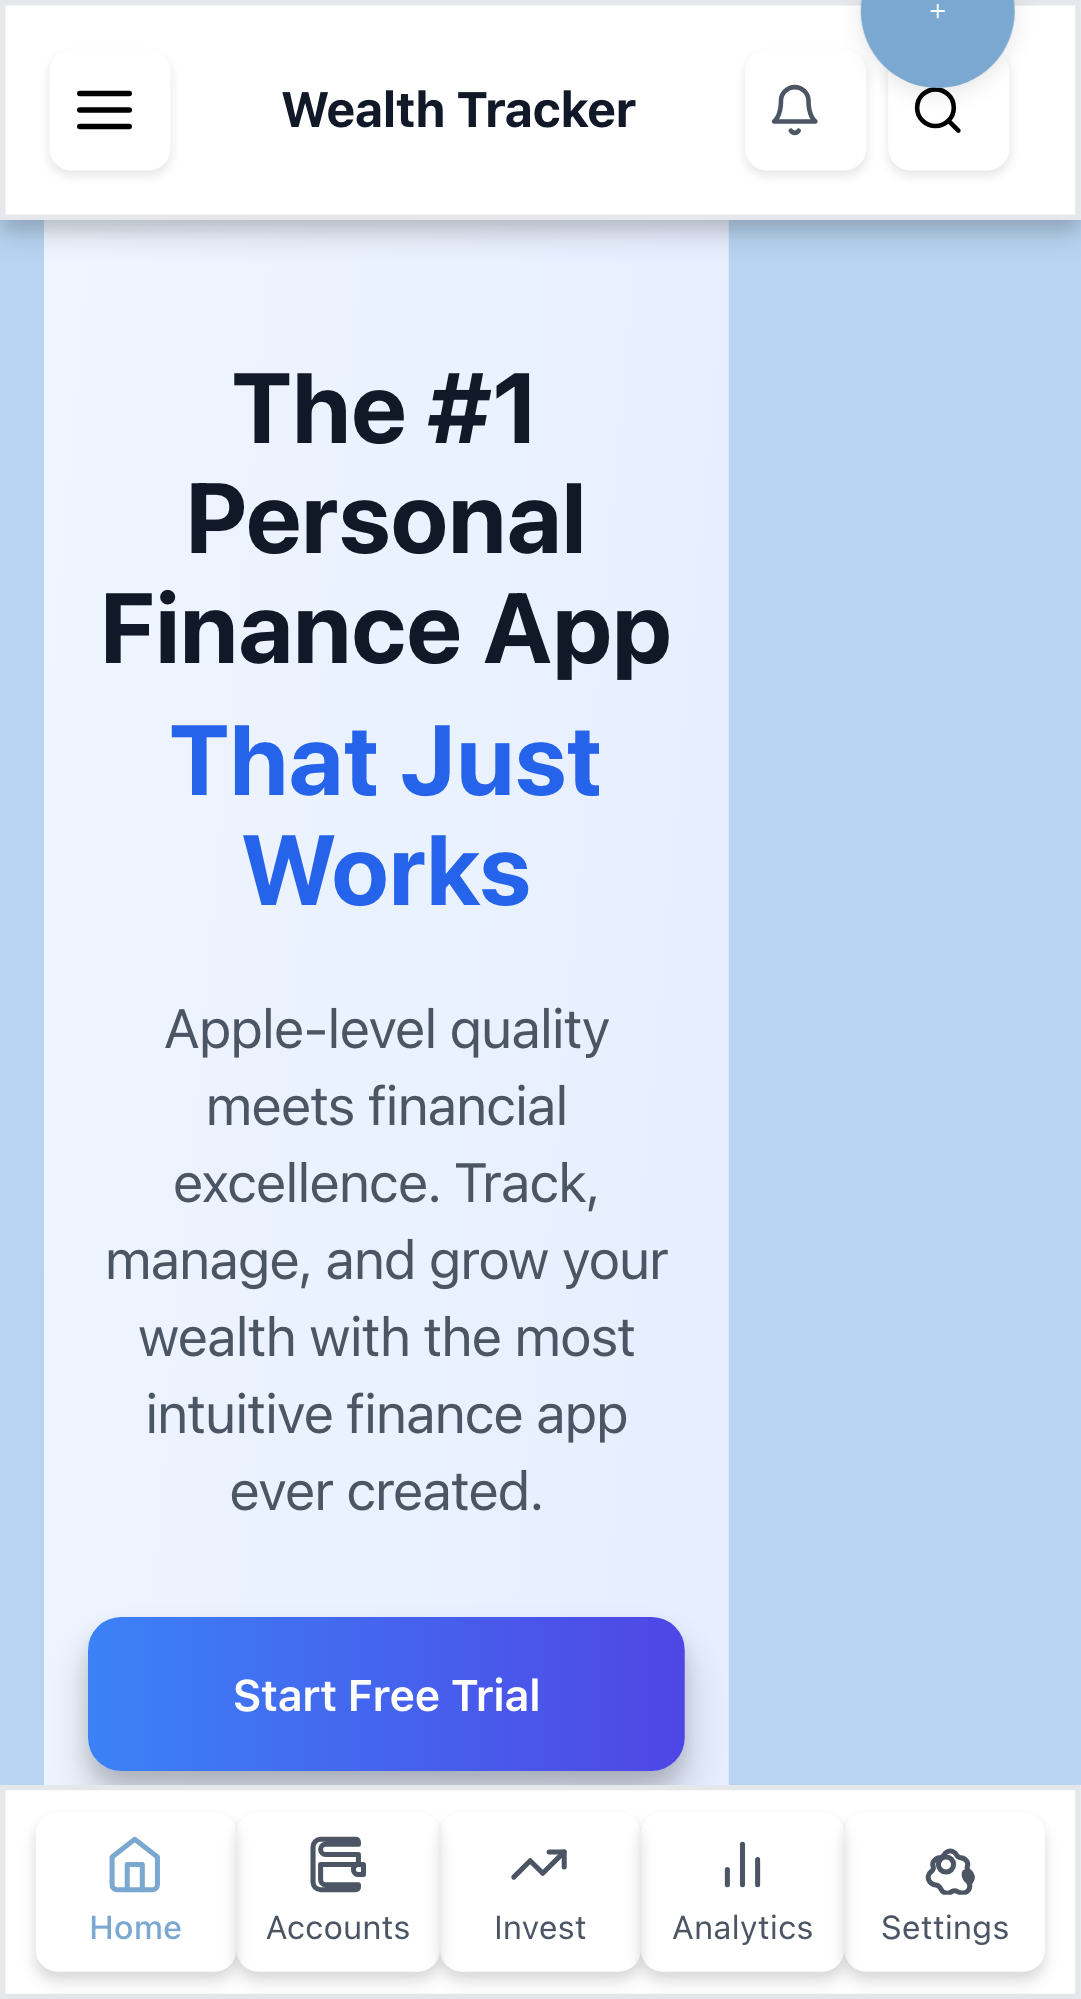 +
Wealth Tracker
The #1
Personal
Finance App
That Just
Works
Apple-level quality
meets financial
excellence. Track,
manage, and grow your
wealth with the most
intuitive finance app
ever created.
Start Free Trial
Home Accounts Invest Analytics Settings